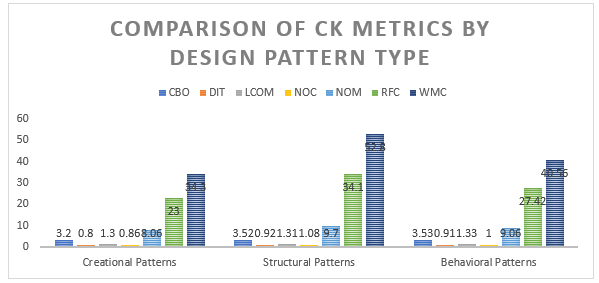 COMPARISON OF CK METRICS BY
DESIGN PATTERN TYPE
CBO DIT LCOM NOC NOM RFC WMC
60
50
40
30
20
10
0
3.2 0.8 1.3 0.86 8.06 23 34.3
3.52 0.92 1.31 1.08 9.7 34.1 52.8
3.53 0.91 1.33 1 9.06 27.42 40.56
Creational Patterns Structural Patterns Behavioral Patterns